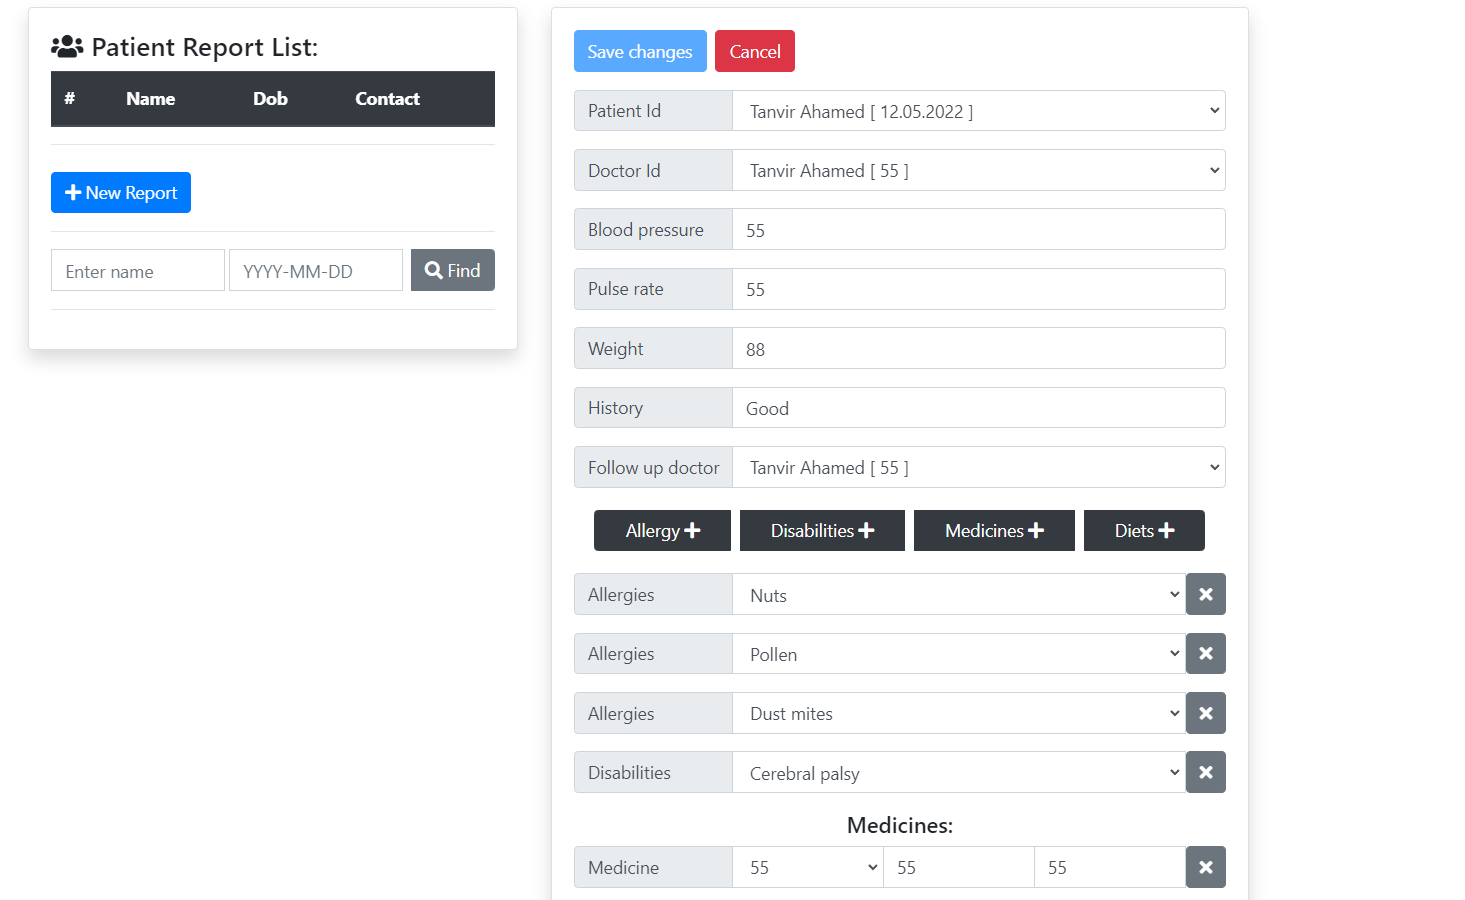 Patient Report List:
# Name Dob Contact
New Report
Enter name YYYY-MM-DD Find
Save changes Cancel
Patient Id Tanvir Ahamed [ 12.05.2022 ]
Doctor Id Tanvir Ahamed [ 55 ]
Blood pressure 55
Pulse rate 55
Weight 88
History Good
Follow up doctor Tanvir Ahamed [ 55 ]
Allergy Disabilities Medicines Diets
Allergies Nuts
Allergies Pollen
Allergies Dust mites
Disabilities Cerebral palsy
Medicines:
Medicine 55 55 55